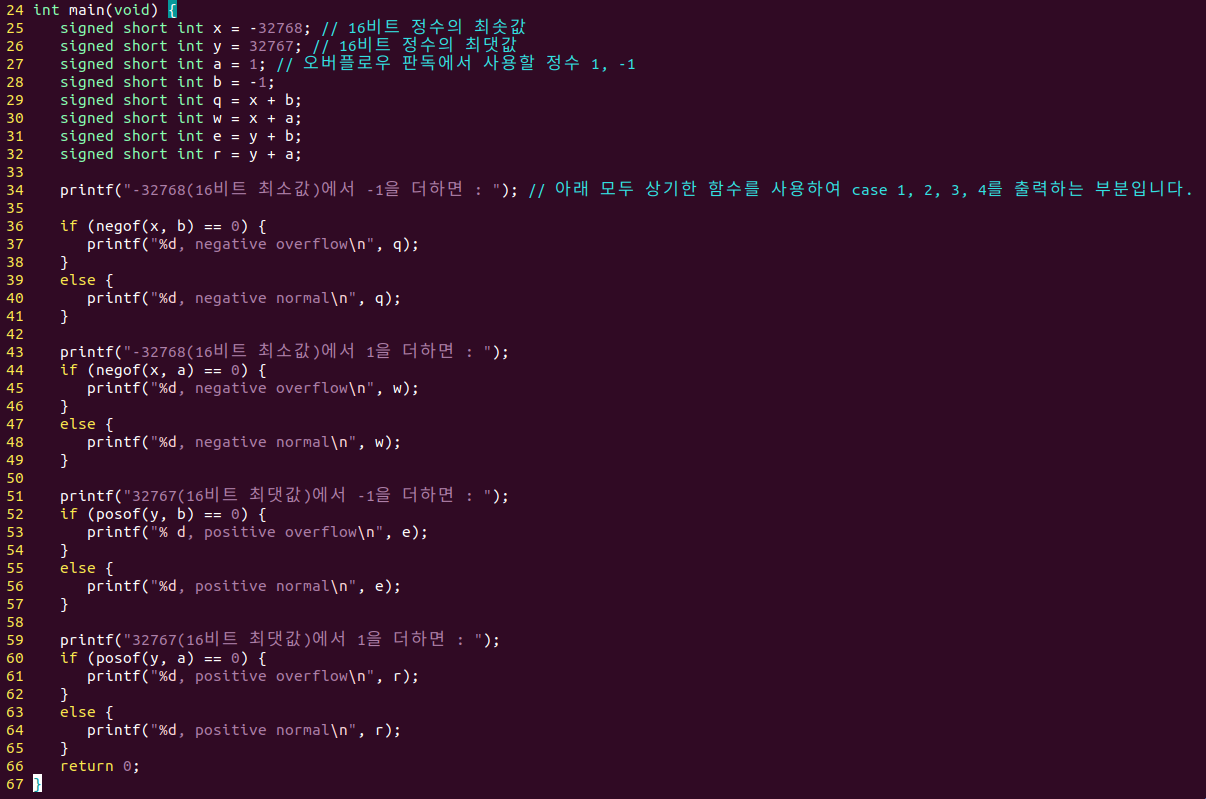 24 int main(void) {
25    signed short int x = -32768; // 16비트 정수의 최솟값
26    signed short int y = 32767; // 16비트 정수의 최댓값
27    signed short int a = 1; // 오버플로우 판독에서 사용할 정수 1, -1
28    signed short int b = -1;
29    signed short int q = x + b;
30    signed short int w = x + a;
31    signed short int e = y + b;
32    signed short int r = y + a;
33
34    printf("-32768(16비트 최소값)에서 -1을 더하면 : "); // 아래 모두 상기한 함수를 사용하여 case 1, 2, 3, 4를 출력하는 부분입니다.
35
36    if (negof(x, b) == 0) {
37       printf("%d, negative overflow\n", q);
38    }
39    else {
40       printf("%d, negative normal\n", q);
41    }
42
43    printf("-32768(16비트 최소값)에서 1을 더하면 : ");
44    if (negof(x, a) == 0) {
45       printf("%d, negative overflow\n", w);
46    }
47    else {
48       printf("%d, negative normal\n", w);
49    }
50
51    printf("32767(16비트 최댓값)에서 -1을 더하면 : ");
52    if (posof(y, b) == 0) {
53       printf("% d, positive overflow\n", e);
54    }
55    else {
56       printf("%d, positive normal\n", e);
57    }
58
59    printf("32767(16비트 최댓값)에서 1을 더하면 : ");
60    if (posof(y, a) == 0) {
61       printf("%d, positive overflow\n", r);
62    }
63    else {
64       printf("%d, positive normal\n", r);
65    }
66    return 0;
67 }